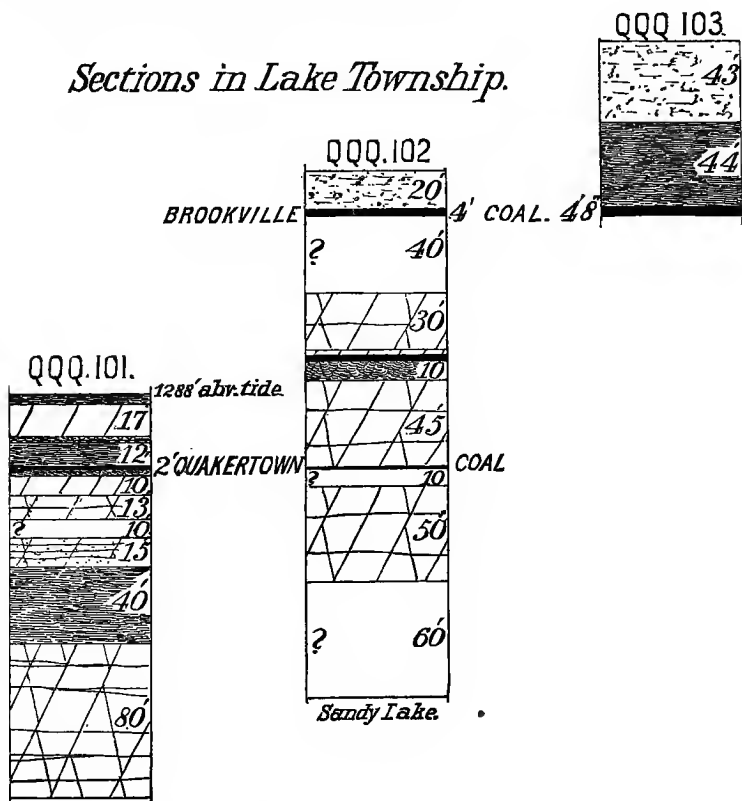 Sections in Lake Township.
QQQ 103.
43'
44'
QQQ.102
20'
BROOKVILLE 4' COAL. 4'8"
? 40'
30'
10
45'
COAL
? 10
50'
? 60'
Sandy Lake.
QQQ.101.
1288' abv. tide
17
12
2' QUAKERTOWN
10
13
? 10
15
40'
80'